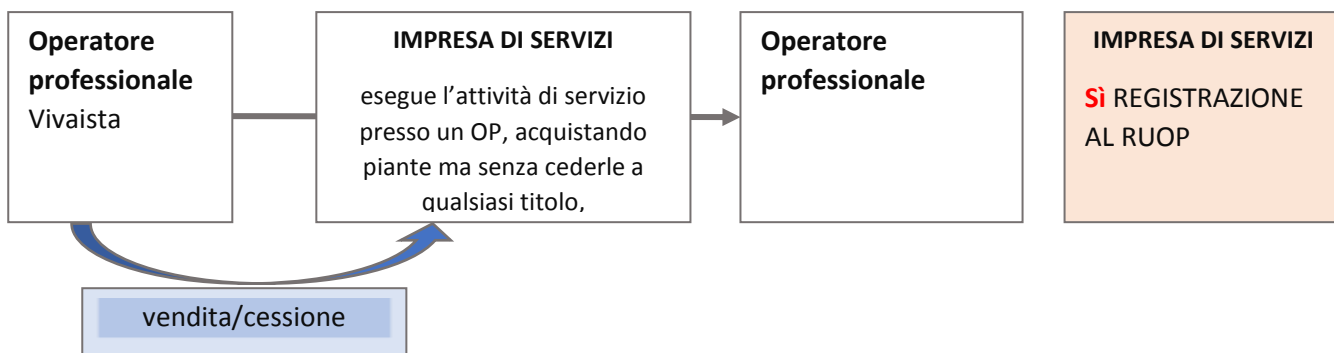 Operatore
professionale
Vivaista
IMPRESA DI SERVIZI
esegue l'attività di servizio
presso un OP, acquistando
piante ma senza cederle a
qualsiasi titolo,
Operatore
professionale
IMPRESA DI SERVIZI
Sì REGISTRAZIONE
AL RUOP
vendita/cessione